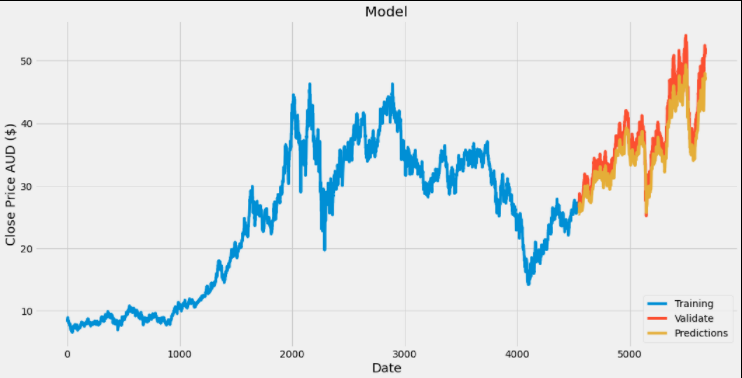 Model
Close Price AUD ($)
50
40
30
20
10
0
1000
2000
3000
4000
5000
Date
Training
Validate
Predictions